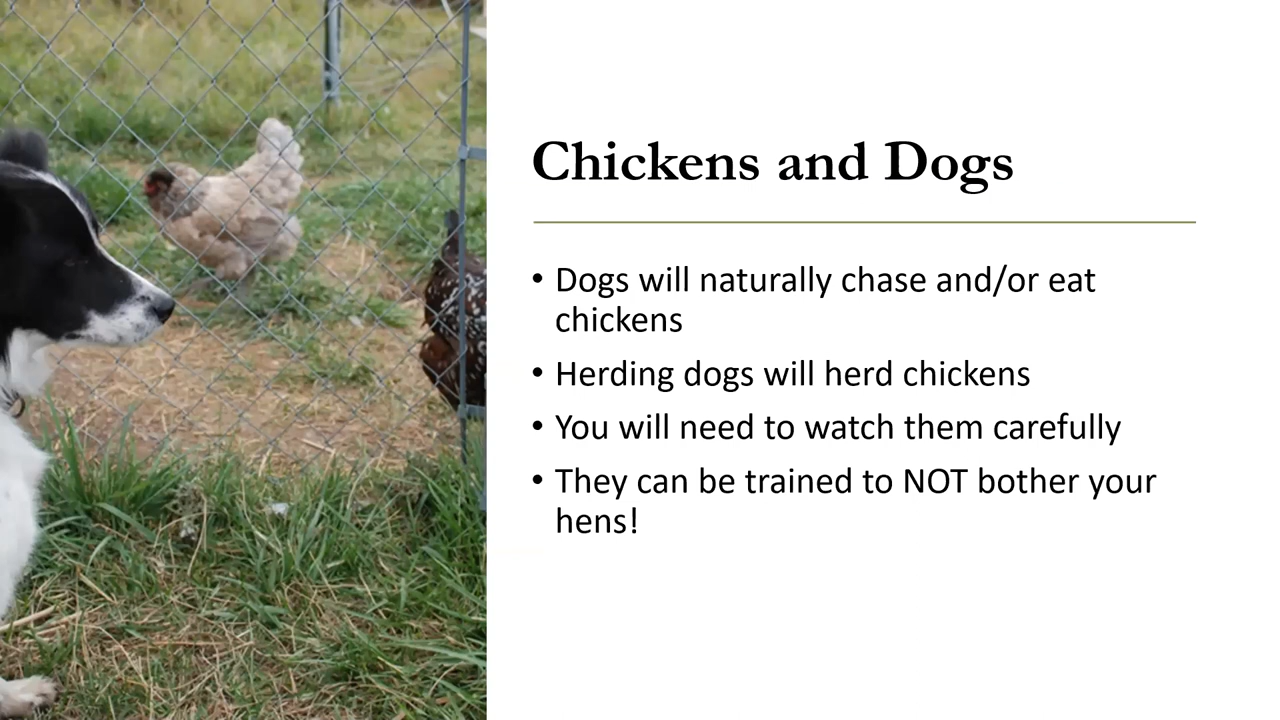 Chickens and Dogs
• Dogs will naturally chase and/or eat
chickens
• Herding dogs will herd chickens
• You will need to watch them carefully
• They can be trained to NOT bother your
hens!